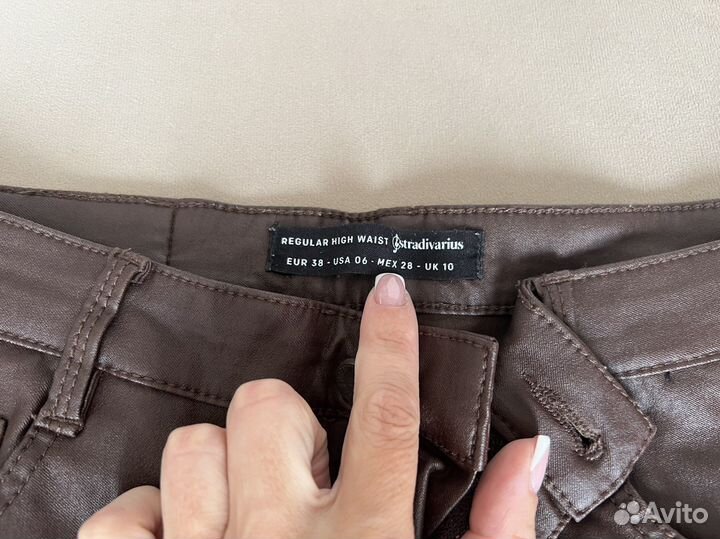 REGULAR HIGH WAIST Stradivarius
EUR 38 - USA 06 - MEX 28 - UK 10
Avito